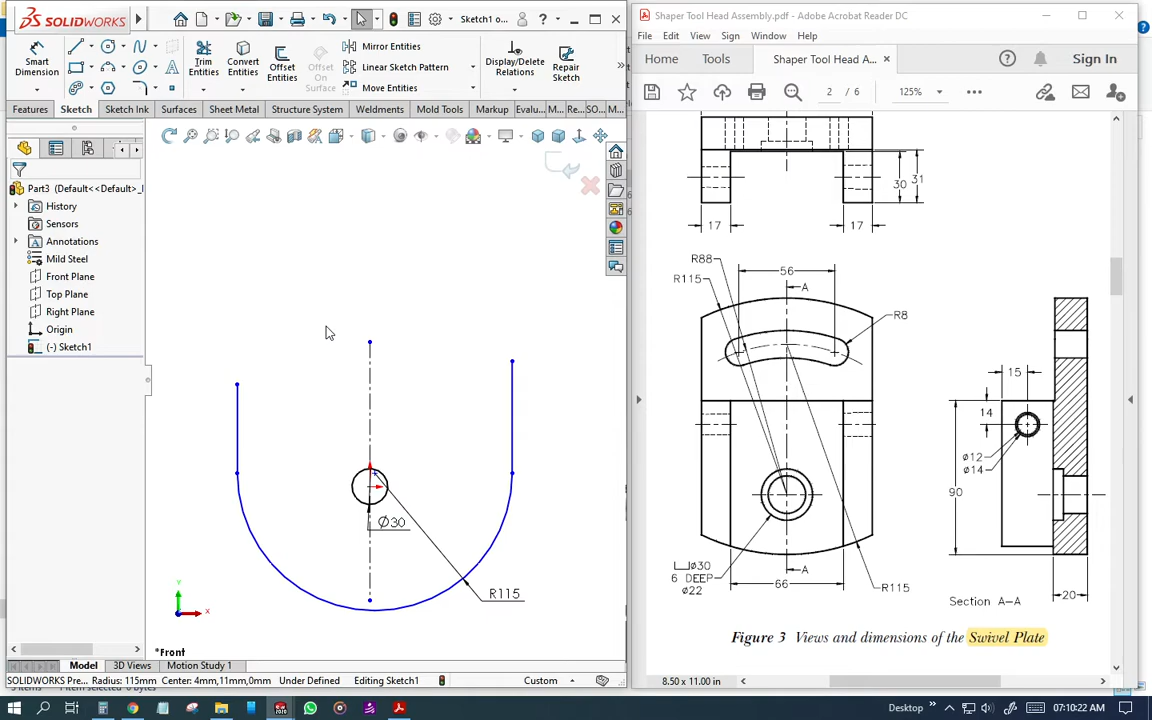 SOLIDWORKS
Sketch1 o...
Smart Dimension
Trim Entities
Convert Entities
Offset Entities
Offset On Surface
Mirror Entities
Linear Sketch Pattern
Move Entities
Display/Delete Relations
Repair Sketch
Features
Sketch
Sketch Ink
Surfaces
Sheet Metal
Structure System
Weldments
Mold Tools
Markup
Evalu...
M...
Re...
SO...
M...
Part3 (Default<<Default>_
History
Sensors
Annotations
Mild Steel
Front Plane
Top Plane
Right Plane
Origin
(-) Sketch1
Ø30
R115
Y
X
*Front
Model
3D Views
Motion Study 1
SOLIDWORKS Pre...
Radius: 115mm
Center: 4mm,11mm,0mm
Under Defined
Editing Sketch1
Custom
Shaper Tool Head Assembly.pdf - Adobe Acrobat Reader DC
File
Edit
View
Sign
Window
Help
Home
Tools
Shaper Tool Head A...
Sign In
2 / 6
125%
30
31
17
17
R88
R115
56
A
R8
15
14
ø12
ø14
90
⌴ø30
6 DEEP
ø22
A
66
R115
Section A–A
20
Figure 3 Views and dimensions of the Swivel Plate
8.50 x 11.00 in
Desktop
07:10:22 AM